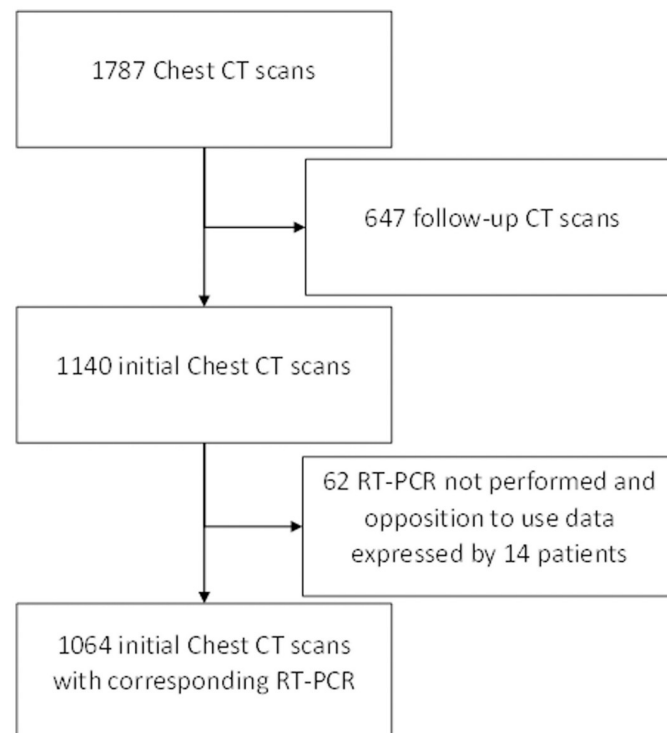 1787 Chest CT scans
647 follow-up CT scans
1140 initial Chest CT scans
62 RT-PCR not performed and
opposition to use data
expressed by 14 patients
1064 initial Chest CT scans
with corresponding RT-PCR